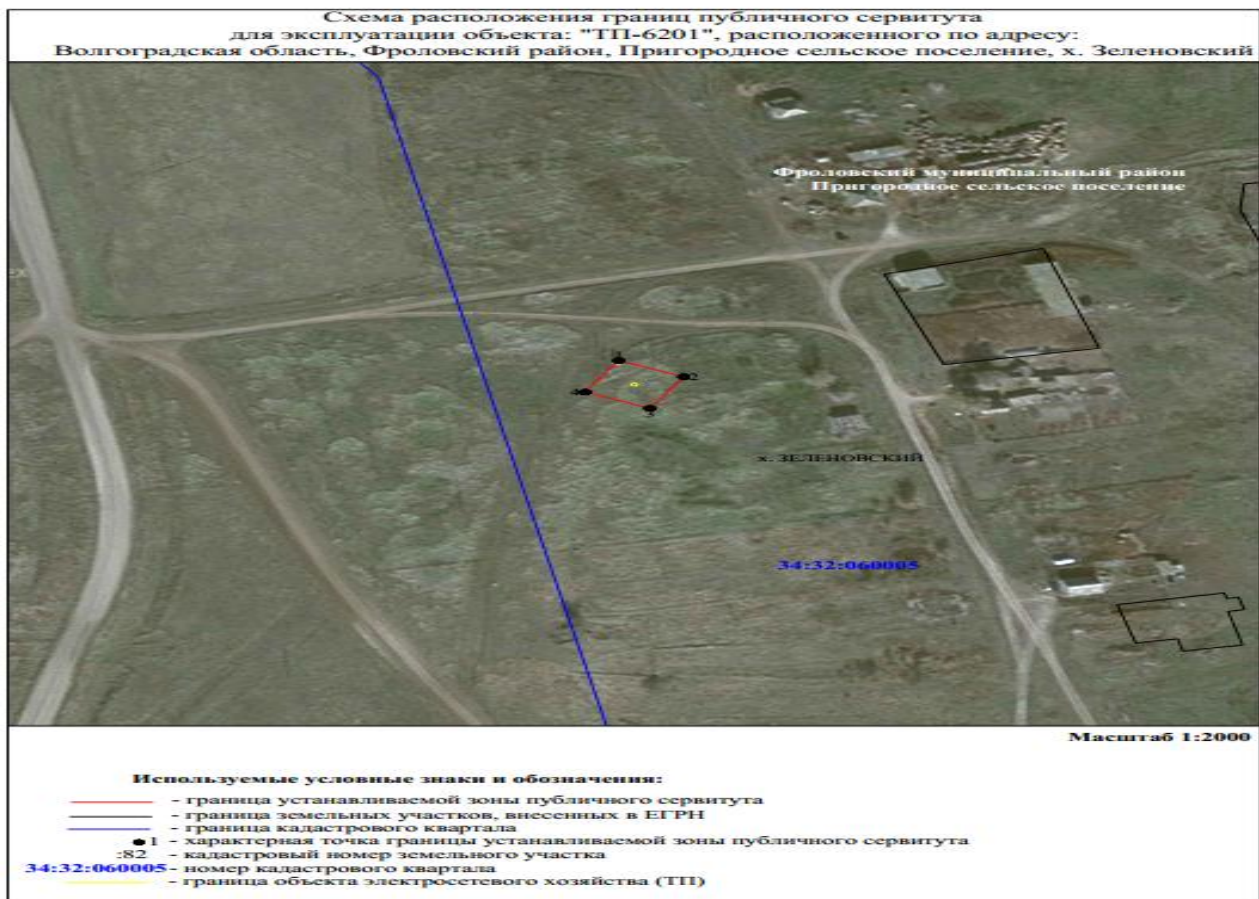 Схема расположения границ публичного сервитута
для эксплуатации объекта: "ТП-6201", расположенного по адресу:
Волгоградская область, Фроловский район, Пригородное сельское поселение, х. Зеленовский
Фроловский муниципальный район
Пригородное сельское поселение
1
2
4
3
х. ЗЕЛЕНОВСКИЙ
34:32:060005
Масштаб 1:2000
Используемые условные знаки и обозначения:
- граница устанавливаемой зоны публичного сервитута
- граница земельных участков, внесенных в ЕГРН
- граница кадастрового квартала
1 - характерная точка границы устанавливаемой зоны публичного сервитута
:82 - кадастровый номер земельного участка
34:32:060005 - номер кадастрового квартала
- граница объекта электросетевого хозяйства (ТП)